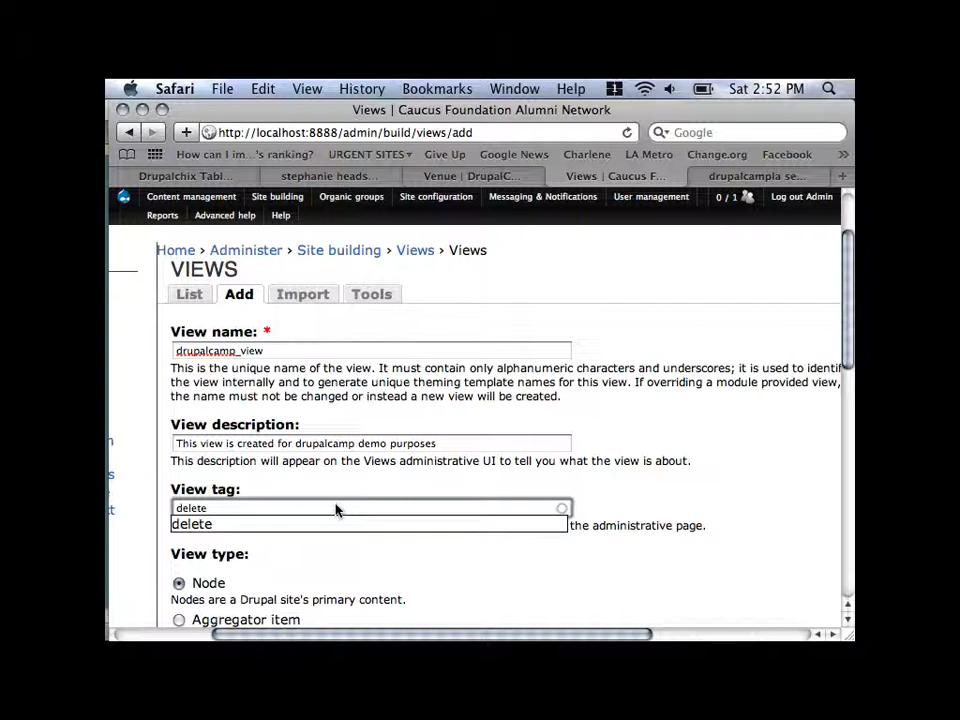 Safari File Edit View History Bookmarks Window Help Sat 2:52 PM
Views | Caucus Foundation Alumni Network
http://localhost:8888/admin/build/views/add Google
How can I im...'s ranking? URGENT SITES Give Up Google News Charlene LA Metro Change.org Facebook
Drupalchix Tabl... stephanie heads... Venue | DrupalC... Views | Caucus F... drupalcampla se...
Content management Site building Organic groups Site configuration Messaging & Notifications User management 0 / 1 Log out Admin
Reports Advanced help Help
Home › Administer › Site building › Views › Views
VIEWS
List Add Import Tools
View name: *
drupalcamp_view
This is the unique name of the view. It must contain only alphanumeric characters and underscores; it is used to identif
the view internally and to generate unique theming template names for this view. If overriding a module provided view,
the name must not be changed or instead a new view will be created.
View description:
This view is created for drupalcamp demo purposes
This description will appear on the Views administrative UI to tell you what the view is about.
View tag:
delete
delete the administrative page.
View type:
Node
Nodes are a Drupal site's primary content.
Aggregator item